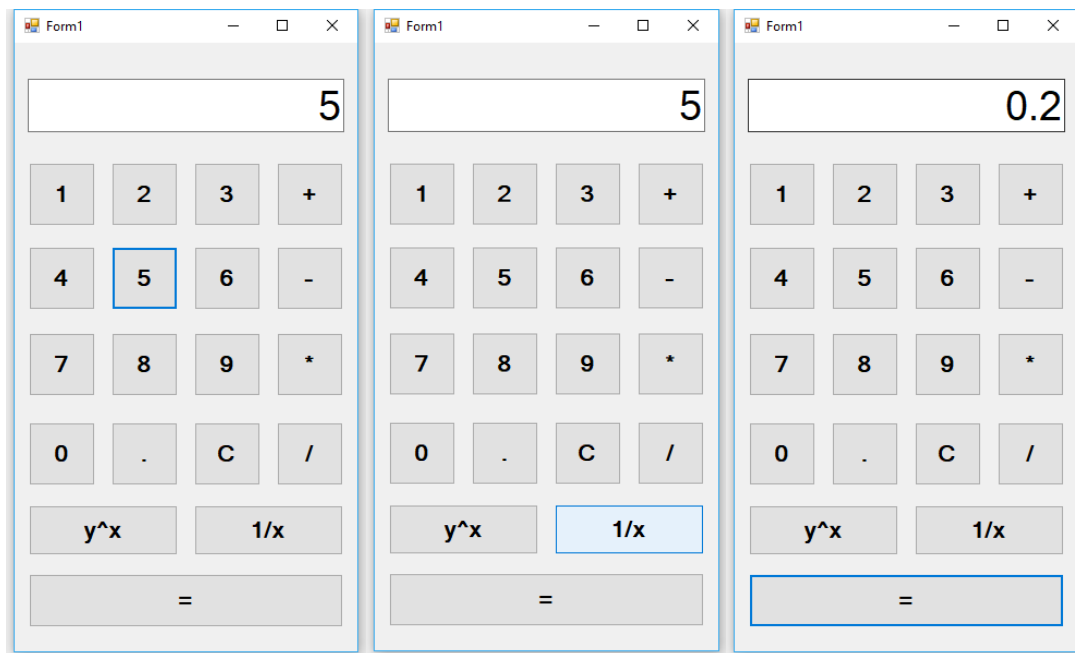 Form1
5
1 2 3 +
4 5 6 -
7 8 9 *
0 . C /
y^x 1/x
=
Form1
5
1 2 3 +
4 5 6 -
7 8 9 *
0 . C /
y^x 1/x
=
Form1
0.2
1 2 3 +
4 5 6 -
7 8 9 *
0 . C /
y^x 1/x
=